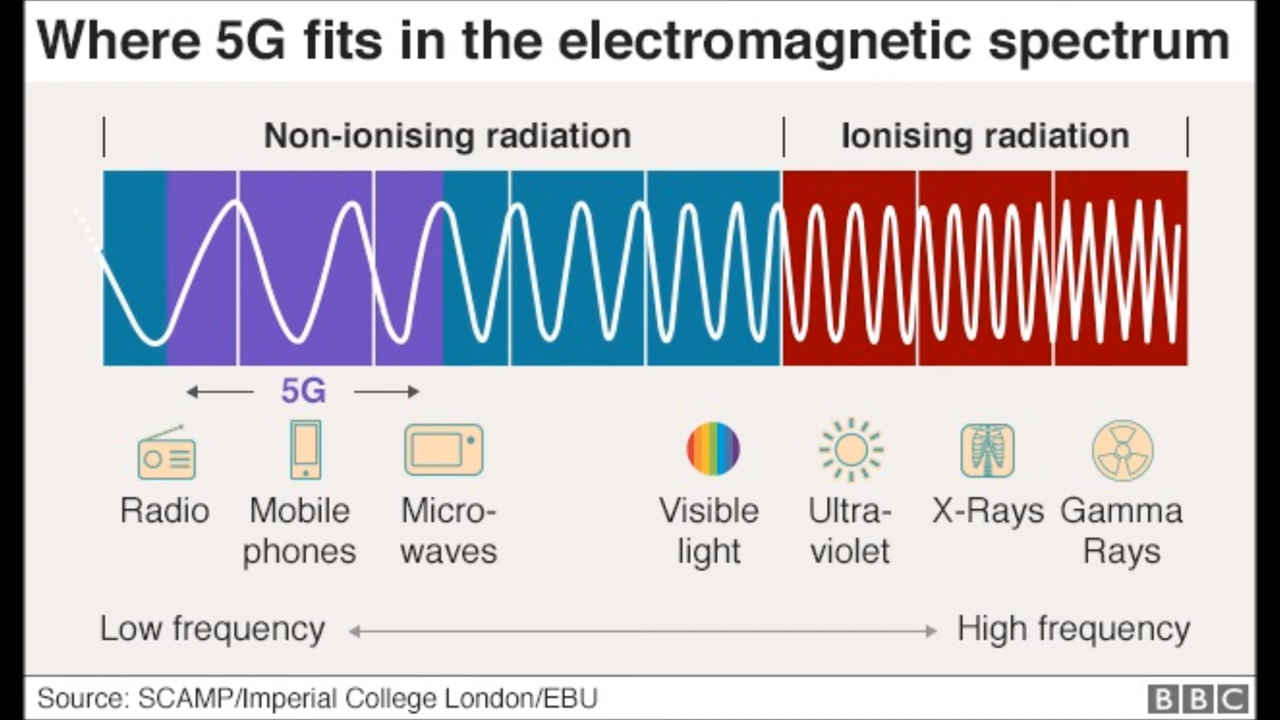 Where 5G fits in the electromagnetic spectrum
Non-ionising radiation
Ionising radiation
5G
Radio
Mobile
phones
Micro-
waves
Visible
light
Ultra-
violet
X-Rays
Gamma
Rays
Low frequency
High frequency
Source: SCAMP/Imperial College London/EBU
BBC